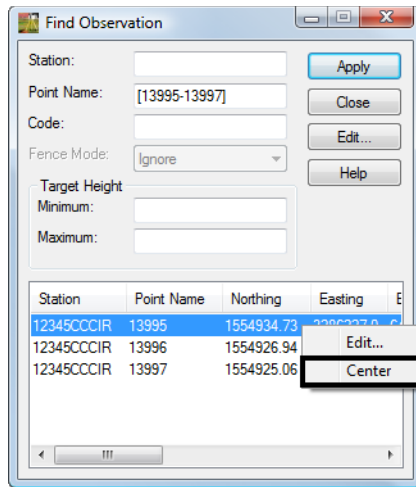 Find Observation
Station:
Apply
Point Name: [13995-13997]
Close
Code:
Edit...
Fence Mode: Ignore
Help
Target Height
Minimum:
Maximum:
Station Point Name Northing Easting E
12345CCCIR 13995 1554934.73
12345CCCIR 13996 1554926.94 Edit...
12345CCCIR 13997 1554925.06 Center